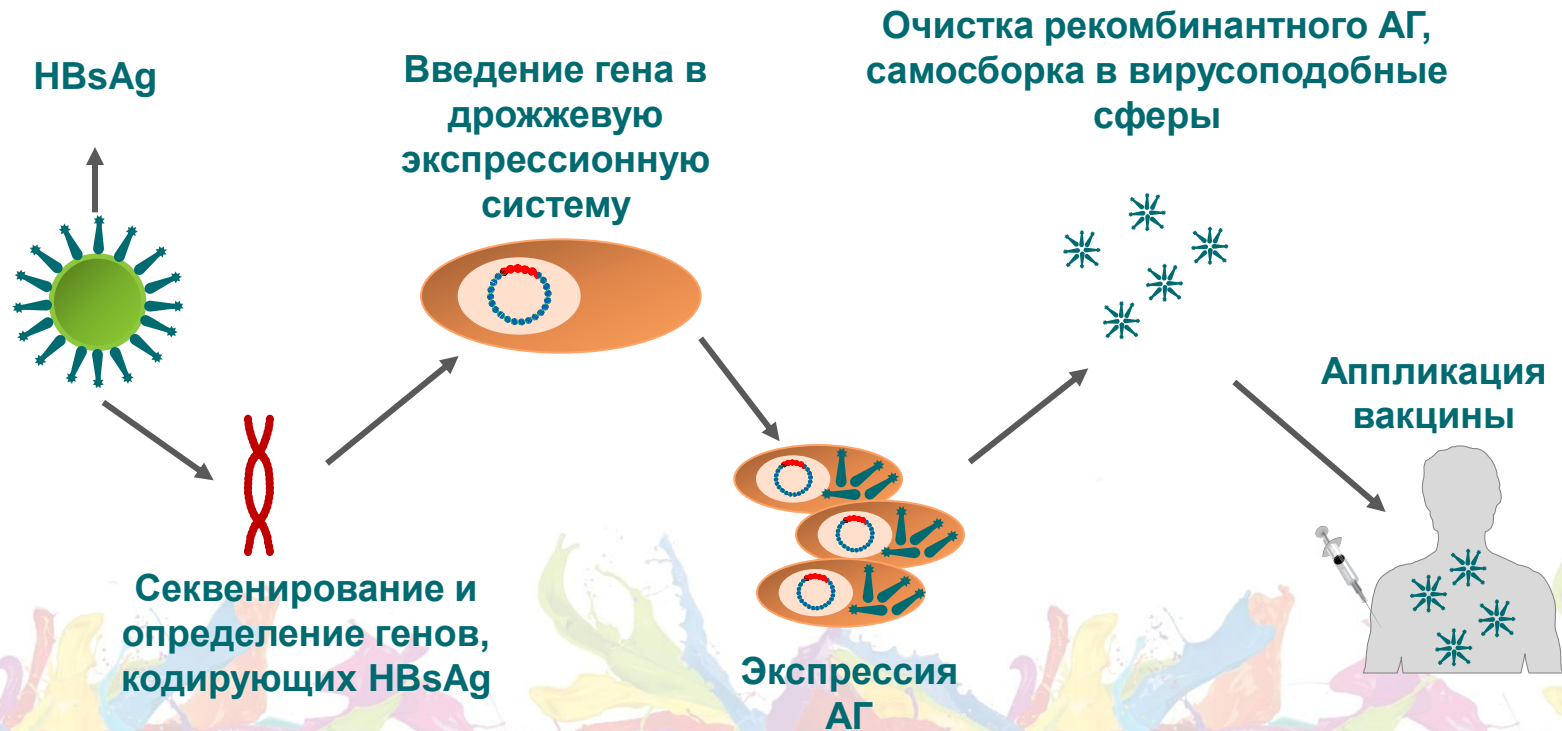 HBsAg
Секвенирование и
определение генов,
кодирующих HBsAg
Введение гена в
дрожжевую
экспрессионную
систему
Экспрессия
АГ
Очистка рекомбинантного АГ,
самосборка в вирусоподобные
сферы
Аппликация
вакцины